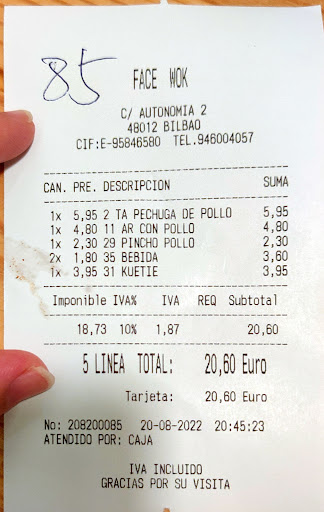 85
FACE WOK
C/ AUTONOMIA 2
48012 BILBAO
CIF:E-95846580 TEL.946004057
CAN. PRE. DESCRIPCION SUMA
1x 5,95 2 TA PECHUGA DE POLLO 5,95
1x 4,80 11 AR CON POLLO 4,80
1x 2,30 29 PINCHO POLLO 2,30
2x 1,80 35 BEBIDA 3,60
1x 3,95 31 KUETIE 3,95
Imponible IVA% IVA REQ Subtotal
18,73 10% 1,87 20,60
5 LINEA TOTAL: 20,60 Euro
Tarjeta: 20,60 Euro
No: 208200085 20-08-2022 20:45:23
ATENDIDO POR: CAJA
IVA INCLUIDO
GRACIAS POR SU VISITA